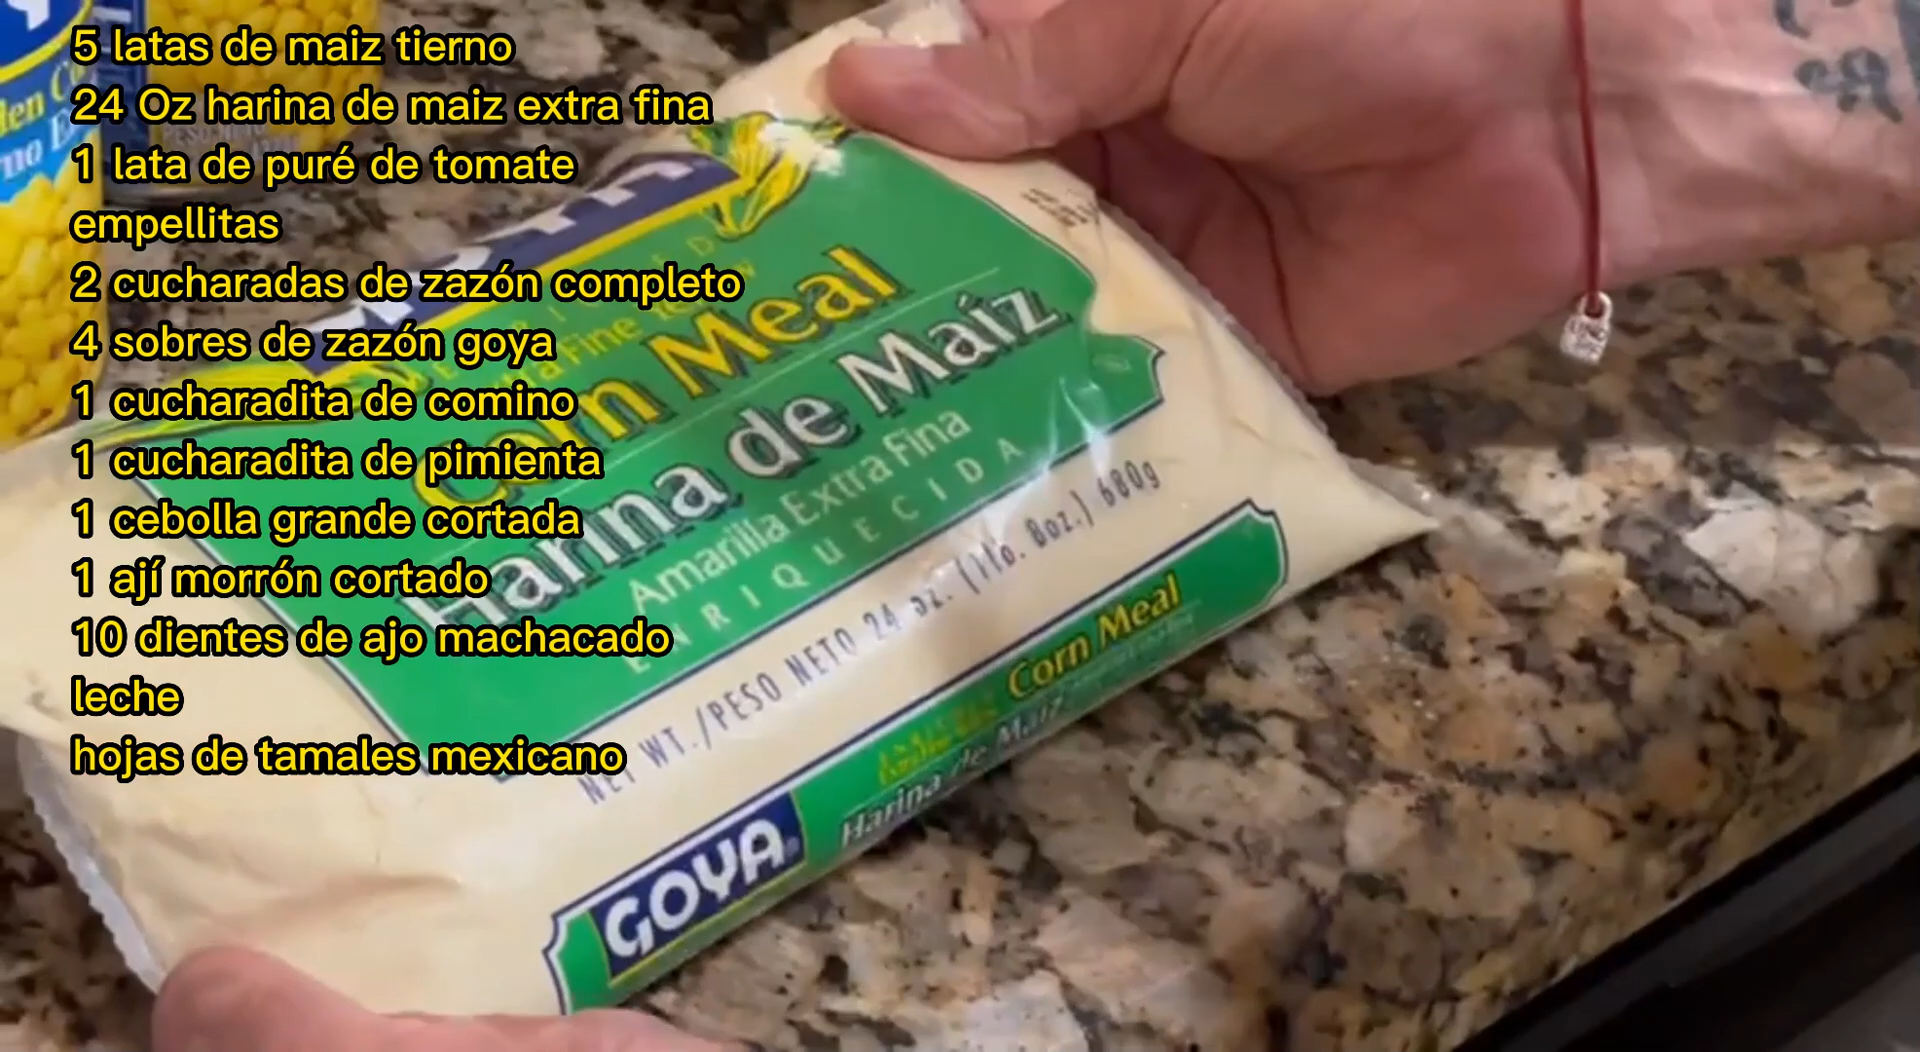 5 latas de maiz tierno
24 Oz harina de maiz extra fina
1 lata de puré de tomate
empellitas
2 cucharadas de zazón completo
4 sobres de zazón goya
1 cucharadita de comino
1 cucharadita de pimienta
1 cebolla grande cortada
1 ají morrón cortado
10 dientes de ajo machacado
leche
hojas de tamales mexicano
Corn Meal
Harina de Maíz
Amarilla Extra Fina
ENRIQUECIDA
NET WT./PESO NETO 24 oz. (1lb. 8oz.) 680g
Corn Meal
Harina de Maíz
GOYA